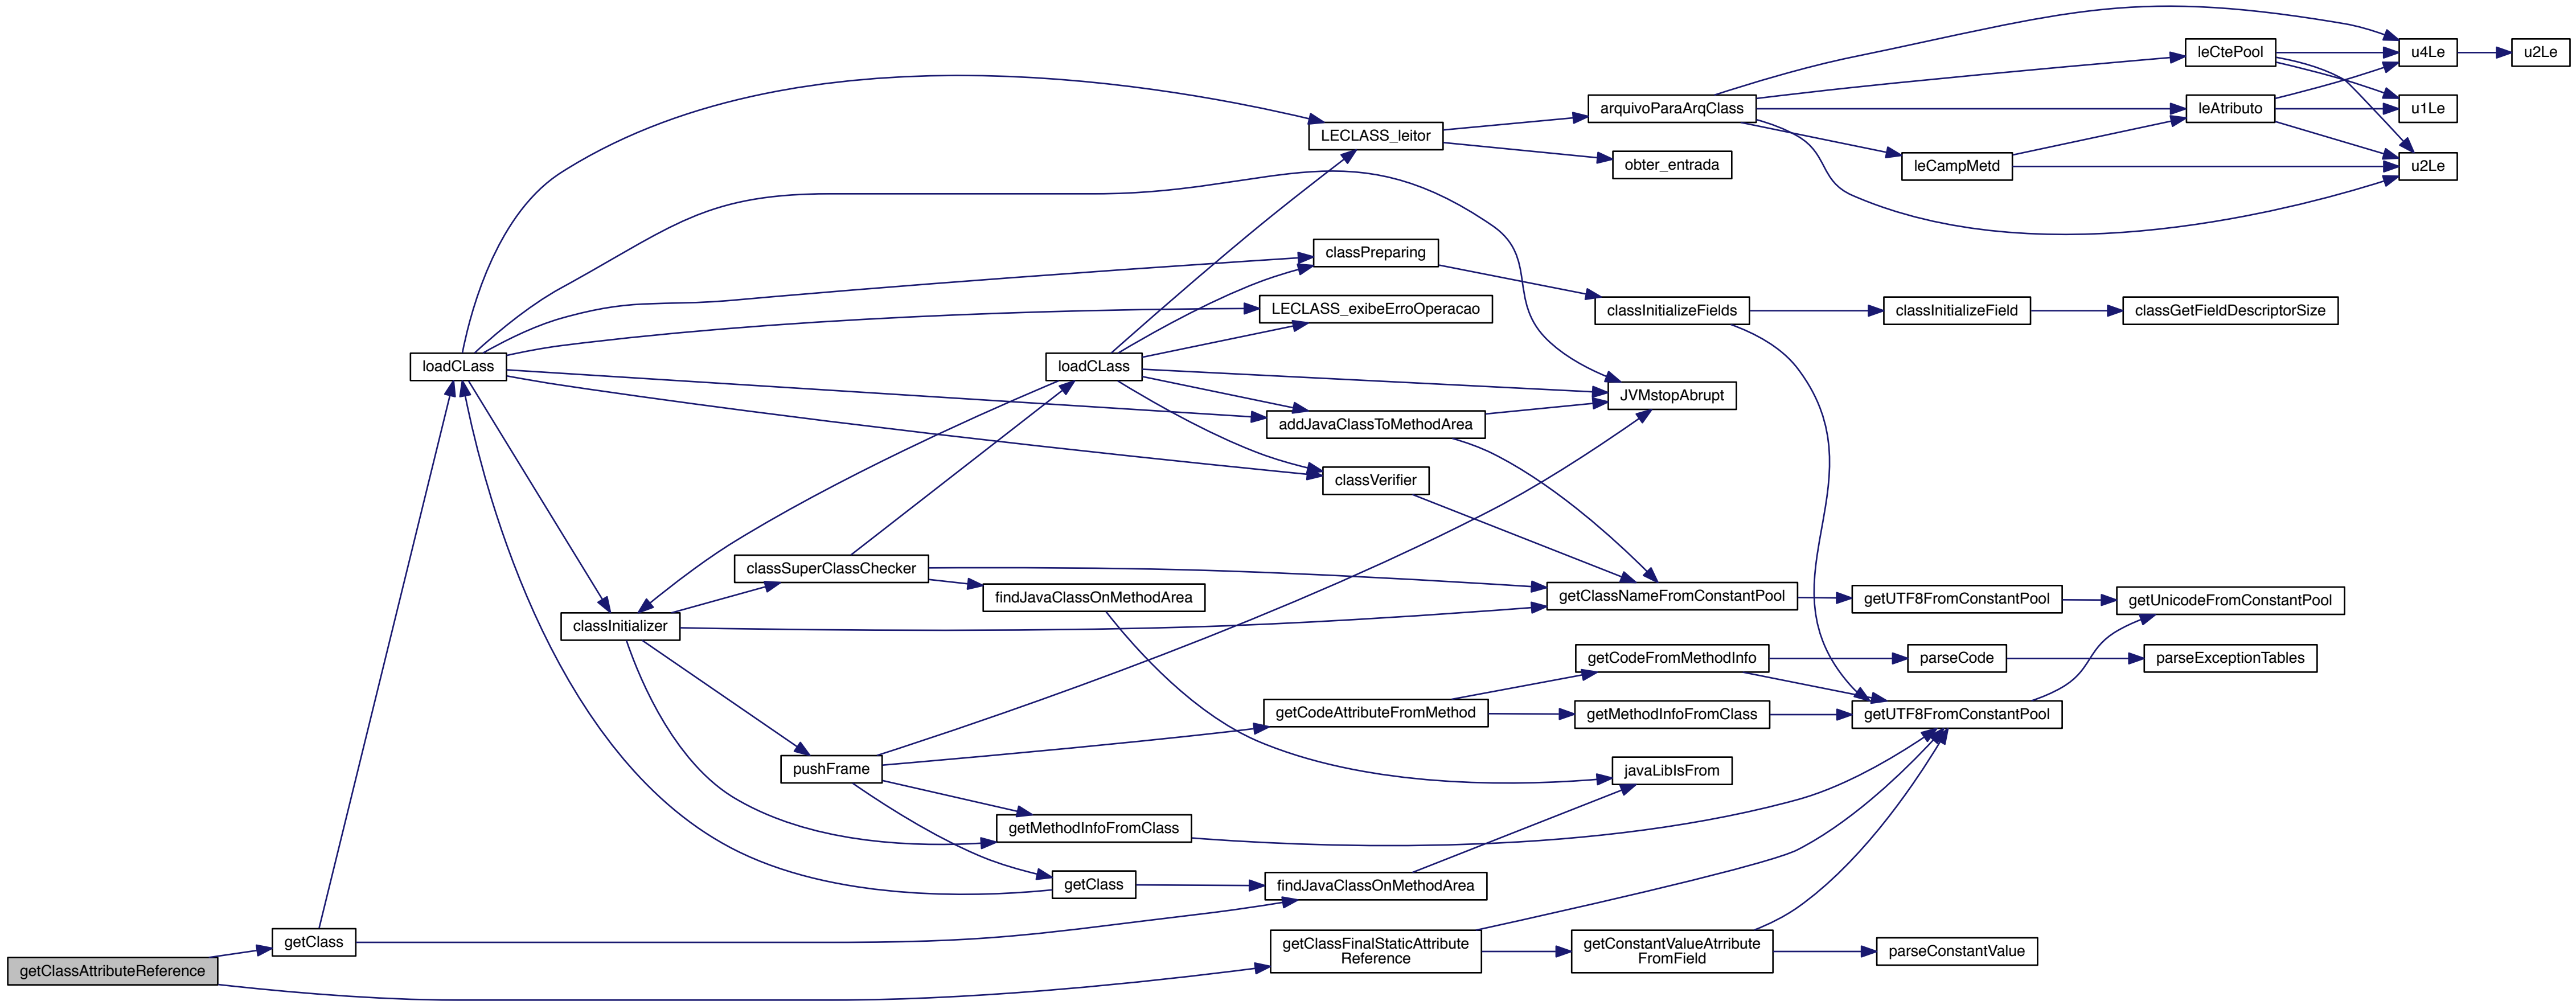 leCtePool
u4Le
u2Le
arquivoParaArqClass
leAtributo
u1Le
LECLASS_leitor
obter_entrada
leCampMetd
u2Le
classPreparing
LECLASS_exibeErroOperacao
classInitializeFields
classInitializeField
classGetFieldDescriptorSize
loadCLass
loadCLass
JVMstopAbrupt
addJavaClassToMethodArea
classVerifier
classSuperClassChecker
findJavaClassOnMethodArea
getClassNameFromConstantPool
getUTF8FromConstantPool
getUnicodeFromConstantPool
classInitializer
getCodeFromMethodInfo
parseCode
parseExceptionTables
getCodeAttributeFromMethod
getMethodInfoFromClass
getUTF8FromConstantPool
pushFrame
javaLibIsFrom
getMethodInfoFromClass
getClass
findJavaClassOnMethodArea
getClass
getClassFinalStaticAttribute
Reference
getConstantValueAtrribute
FromField
parseConstantValue
getClassAttributeReference